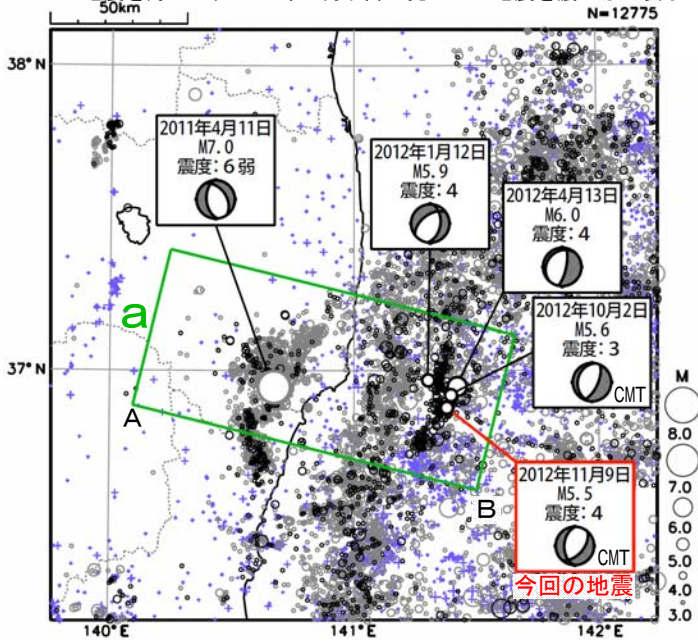 50km
N=12775
38°N
2011年4月11日
M7.0
震度:6弱
2012年1月12日
M5.9
震度:4
2012年4月13日
M6.0
震度:4
2012年10月2日
M5.6
震度:3
CMT
2012年11月9日
M5.5
震度:4
CMT
今回の地震
a
37°N
A
B
M
8.0
7.0
6.0
5.0
4.0
3.0
140°E
141°E
142°E